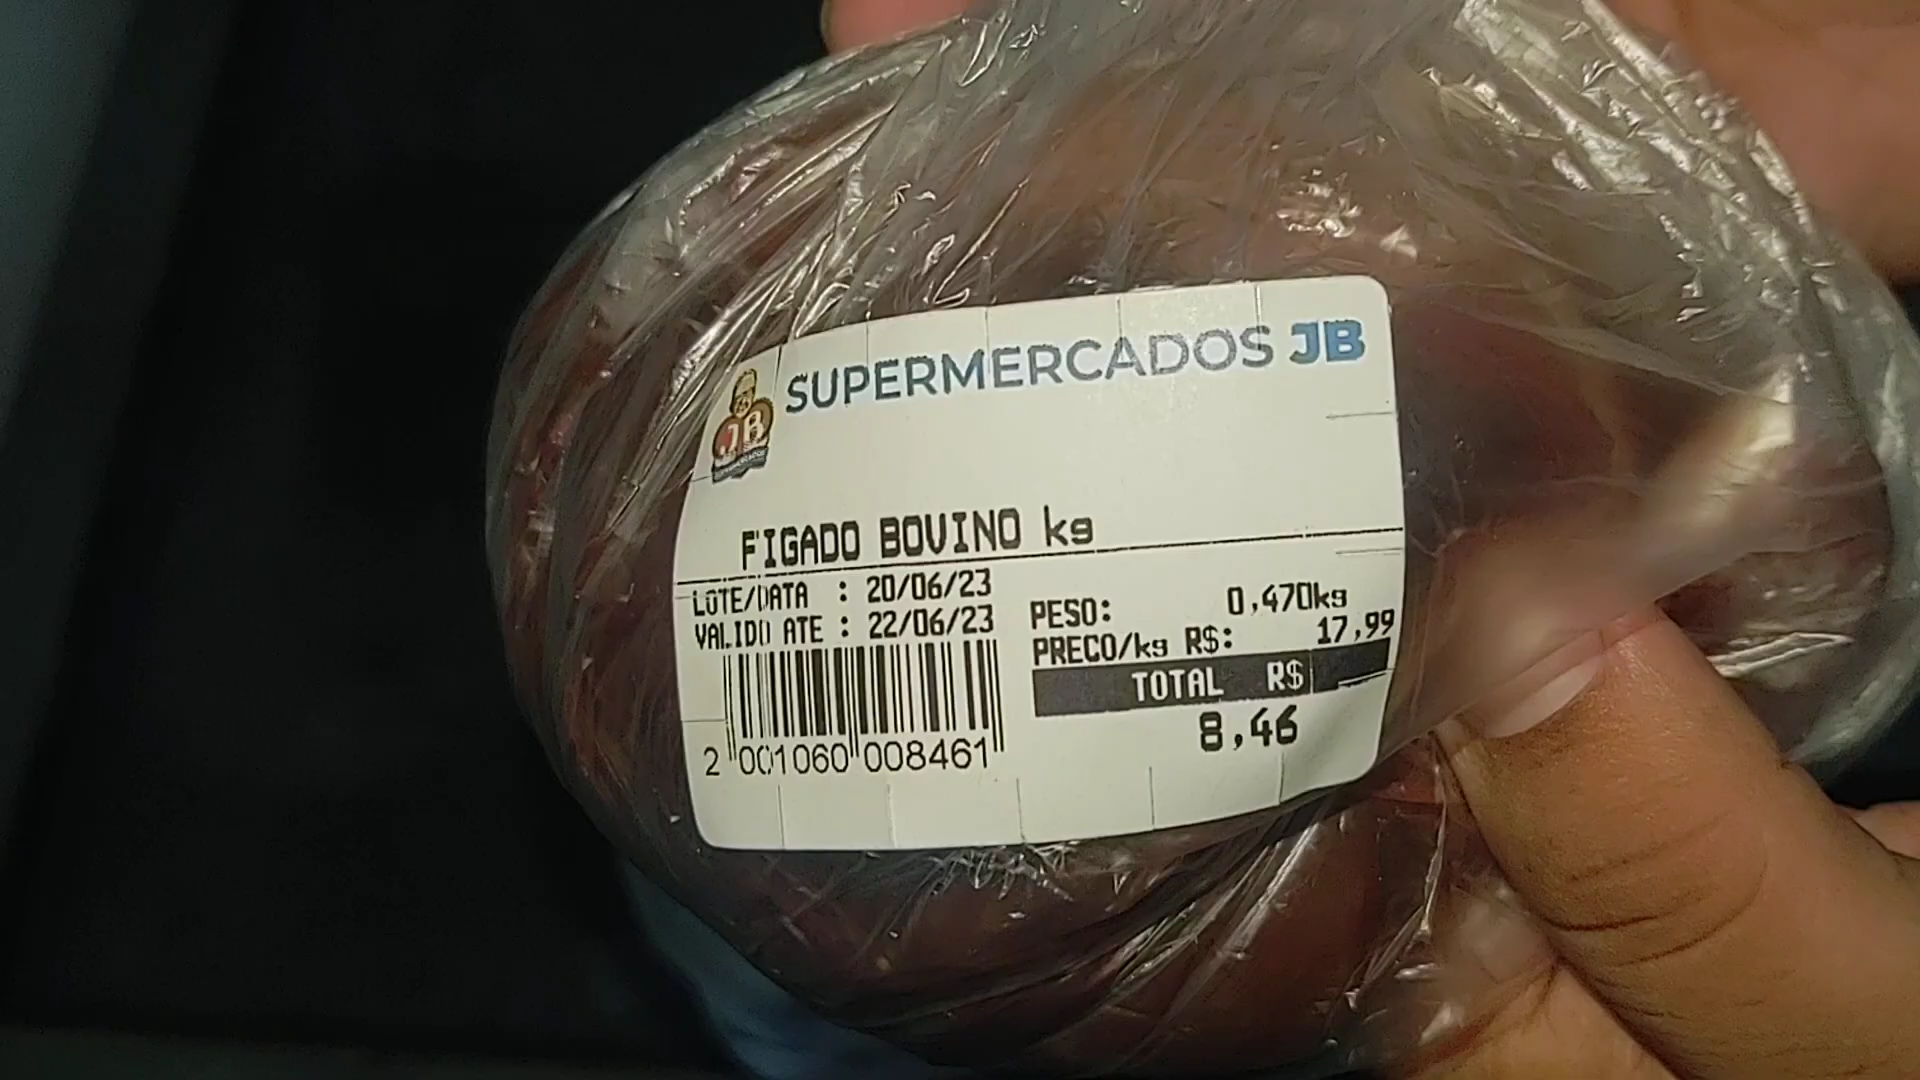 SUPERMERCADOS JB
JB
FIGADO BOVINO kg
LOTE/DATA : 20/06/23
VALIDO ATE : 22/06/23
PESO: 0,470kg
PRECO/kg R$: 17,99
TOTAL R$
8,46
2 001060 008461